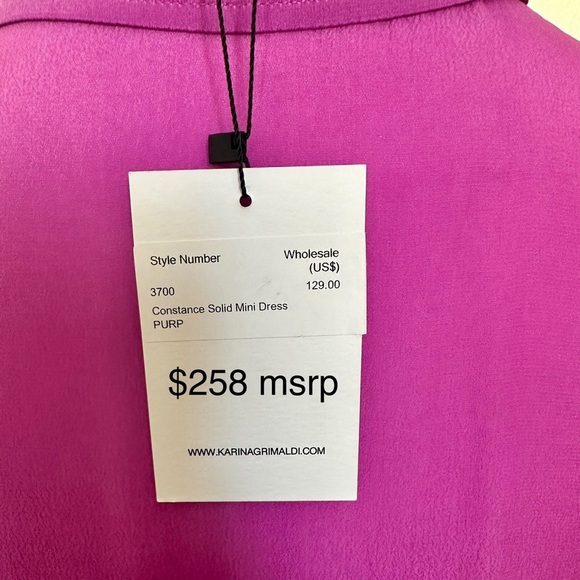 Style Number Wholesale (US$)
3700 129.00
Constance Solid Mini Dress
PURP
$258 msrp
WWW.KARINAGRIMALDI.COM